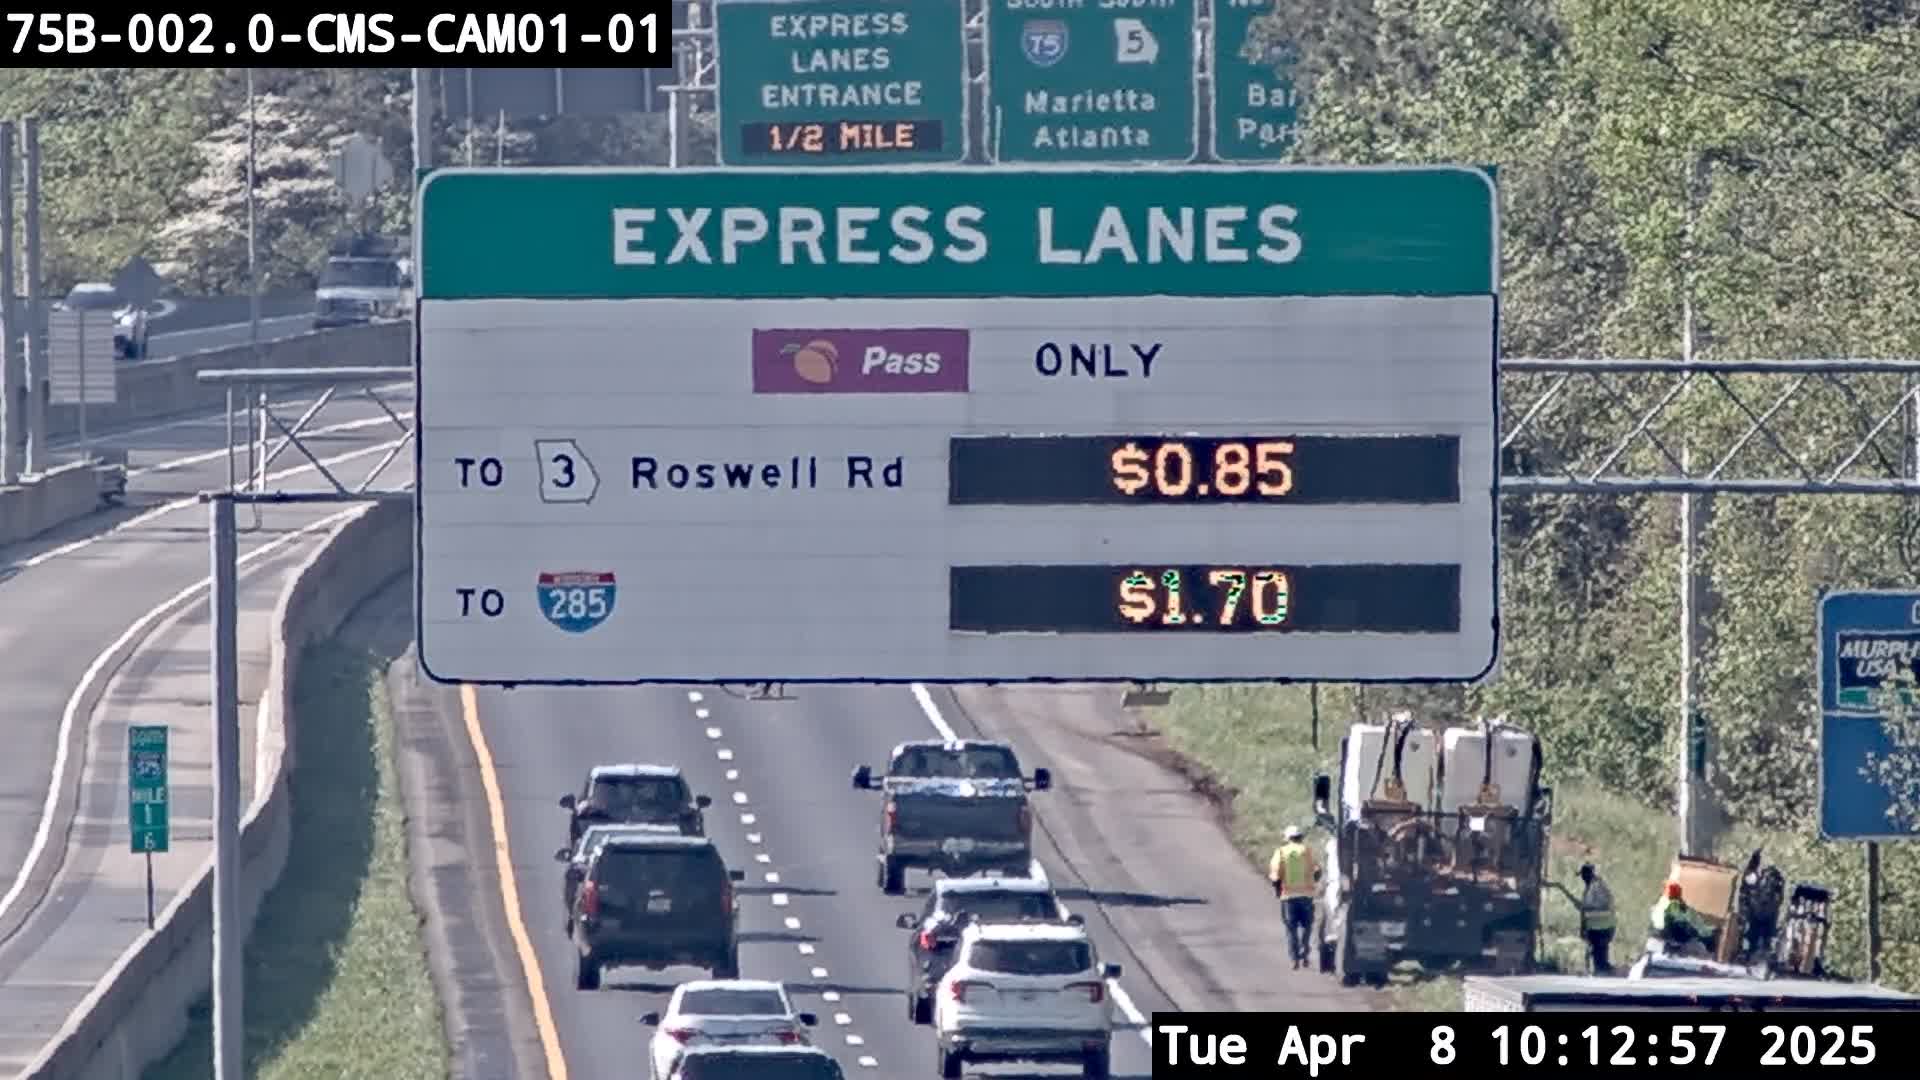 75B-002.0-CMS-CAM01-01
EXPRESS
LANES
ENTRANCE
1/2 MILE
75
5
Marietta
Atlanta
EXPRESS LANES
Pass ONLY
TO 3 Roswell Rd $0.85
TO 285 $1.70
MILE
1
6
USA
Tue Apr 8 10:12:57 2025